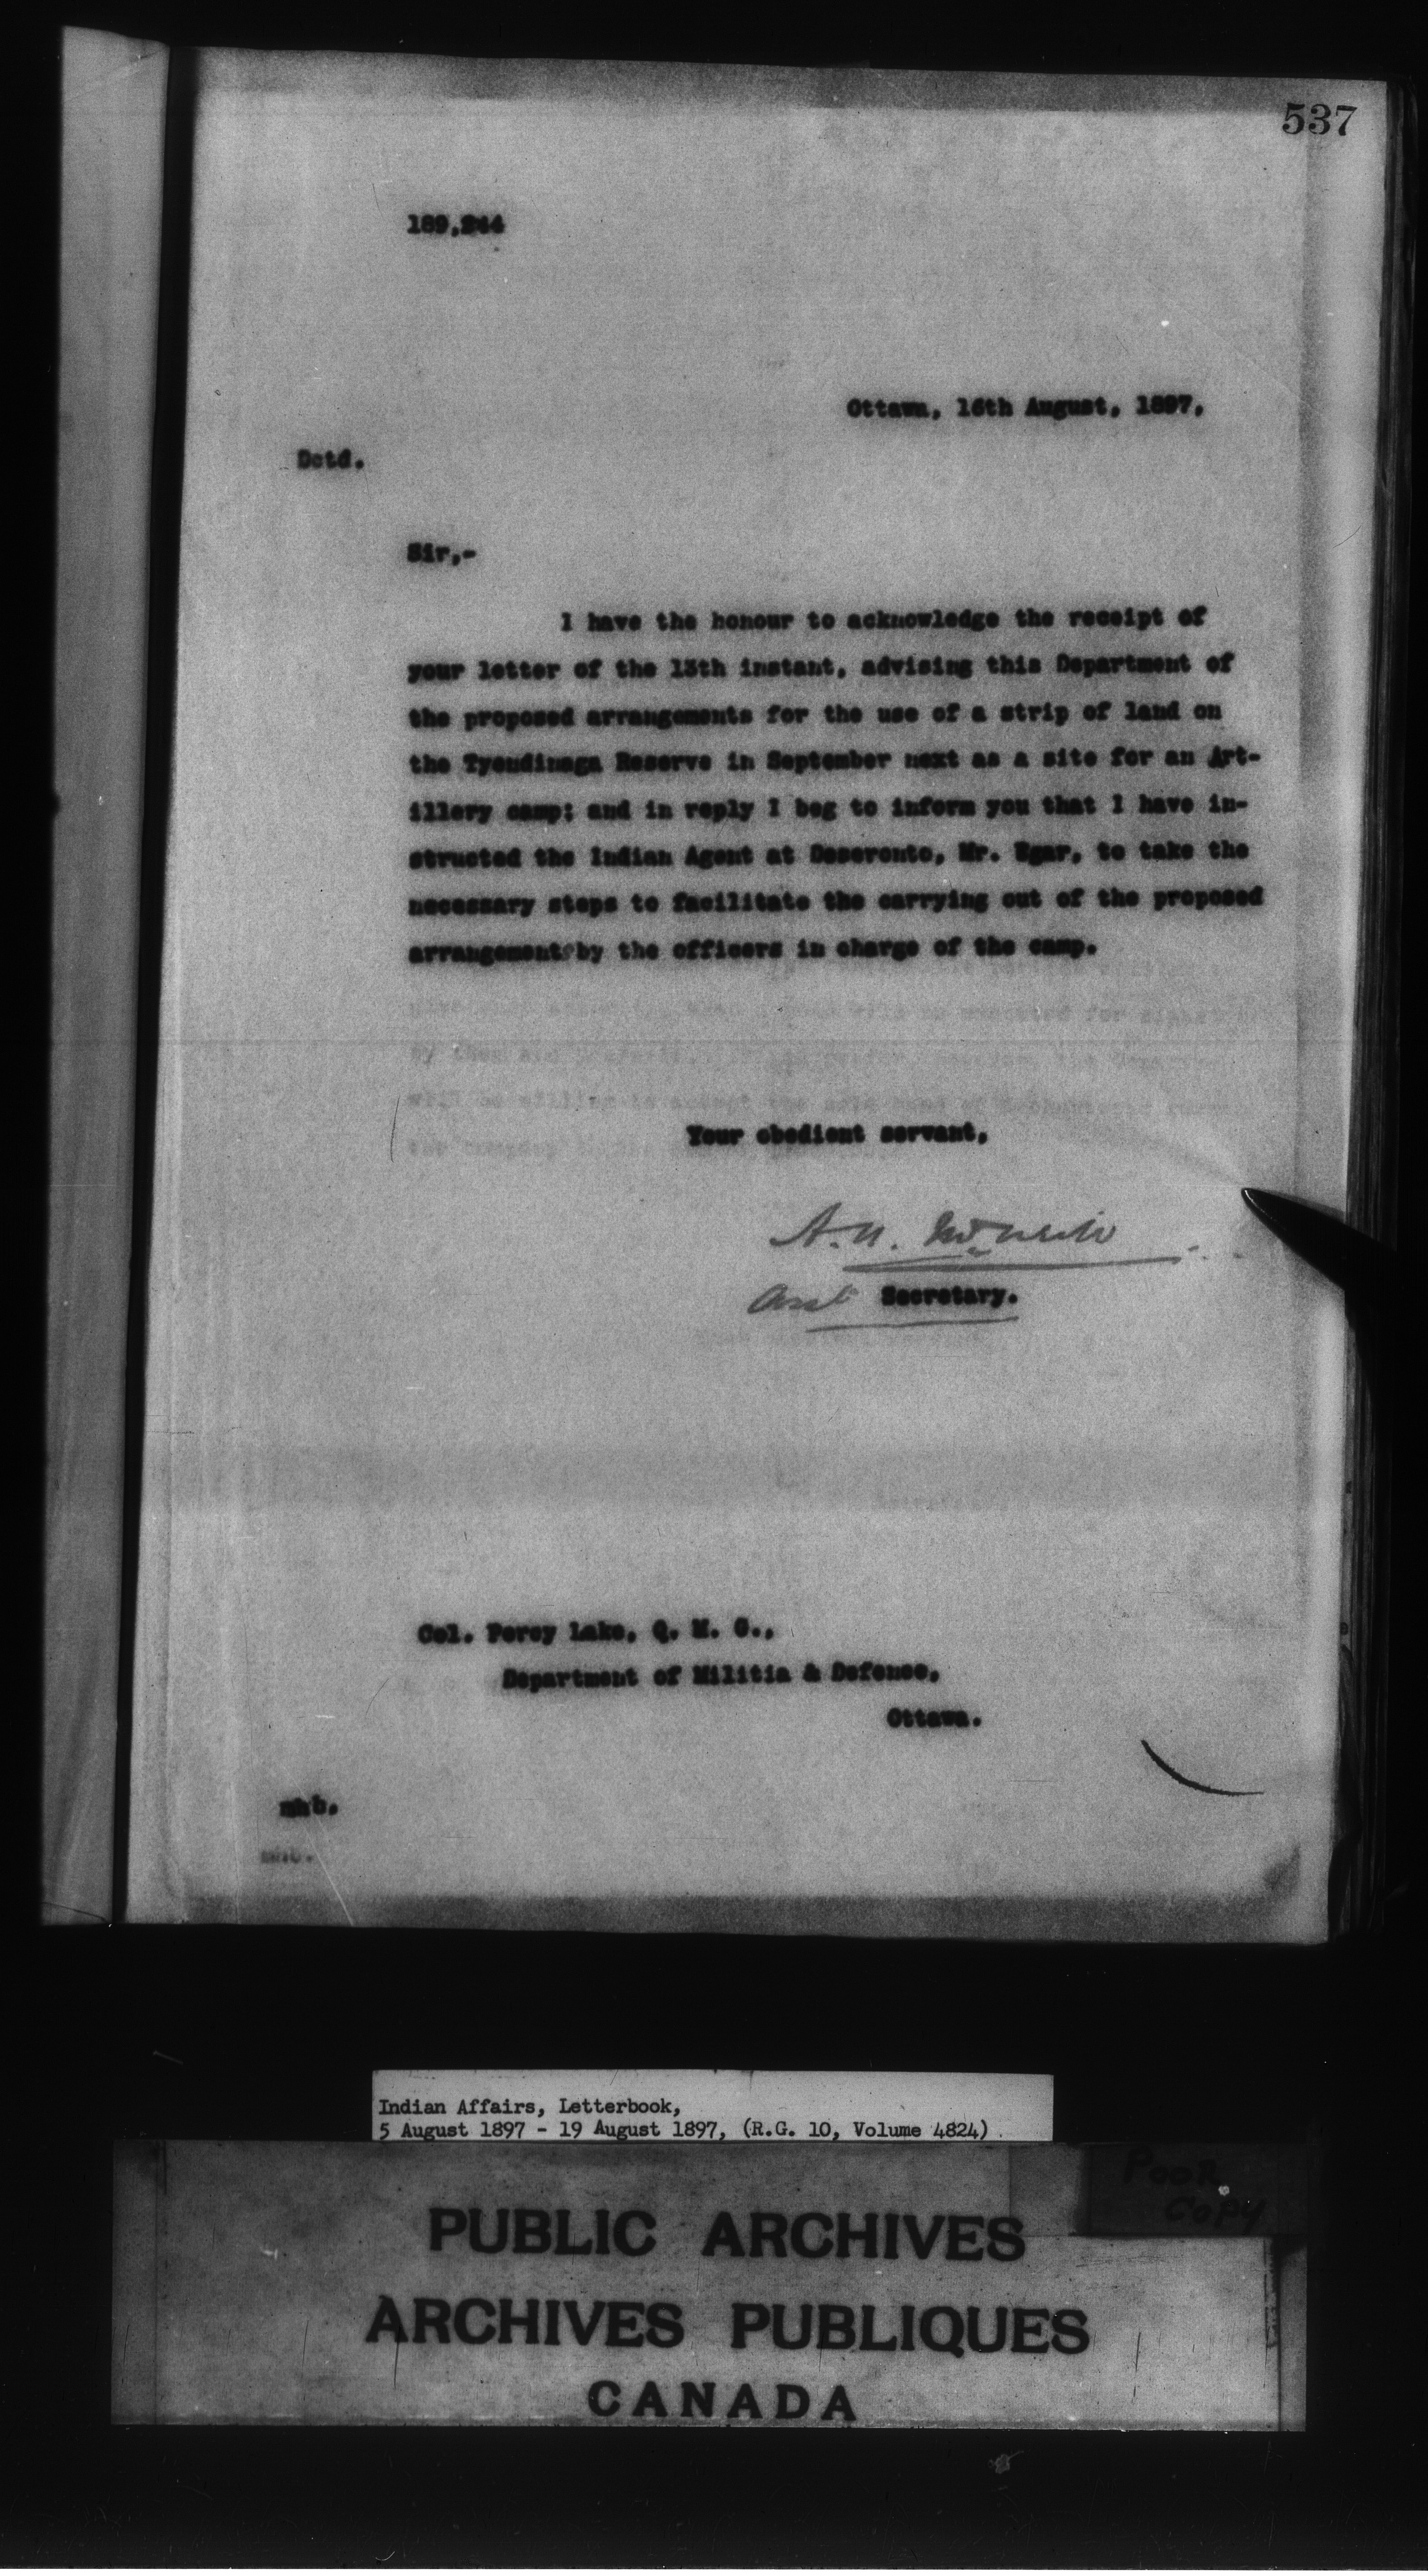 537
189,244
Ottawa, 16th August, 1897.
Dctd.
Sir,-
I have the honour to acknowledge the receipt of
your letter of the 13th instant, advising this Department of
the proposed arrangements for the use of a strip of land on
the Tyendinaga Reserve in September next as a site for an Art-
illery camp; and in reply I beg to inform you that I have in-
structed the Indian Agent at Deseronto, Mr. Egar, to take the
necessary steps to facilitate the carrying out of the proposed
arrangements by the officers in charge of the camp.
Your obedient servant,
A. N. McNeill
Asst Secretary.
Col. Percy Lake, Q. M. G.,
Department of Militia & Defense,
Ottawa.
mhb.
Indian Affairs, Letterbook,
5 August 1897 - 19 August 1897, (R.G. 10, Volume 4824)
Poor
Copy
PUBLIC ARCHIVES
ARCHIVES PUBLIQUES
CANADA